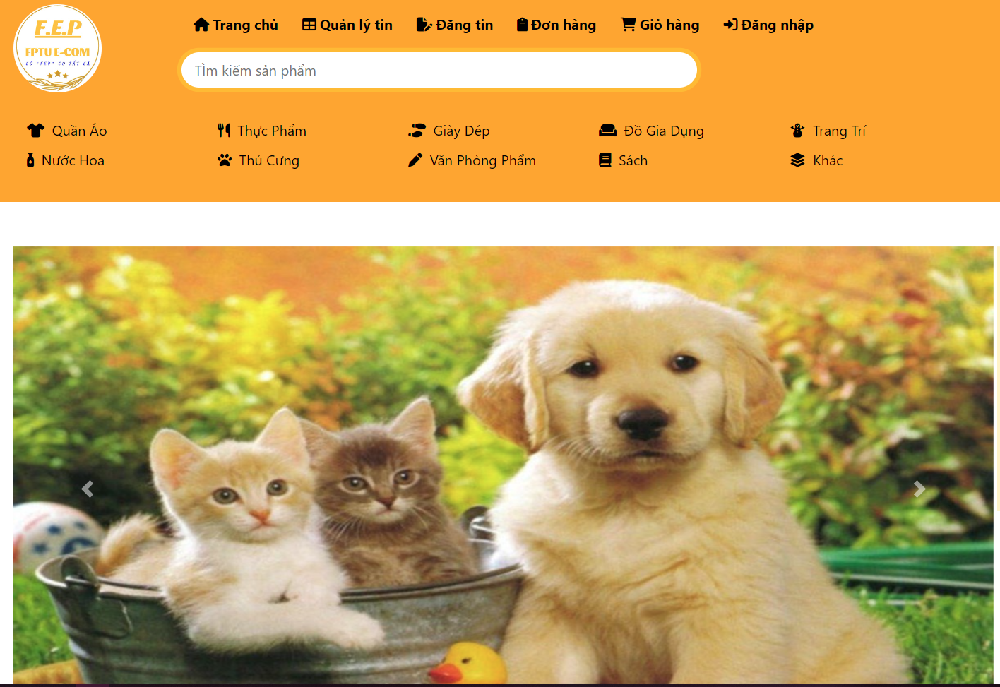 F.E.P
FPTU E-COM
CÓ "FEP" CÓ TẤT CẢ
Trang chủ
Quản lý tin
Đăng tin
Đơn hàng
Giỏ hàng
Đăng nhập
TÌm kiếm sản phẩm
Quần Áo
Thực Phẩm
Giày Dép
Đồ Gia Dụng
Trang Trí
Nước Hoa
Thú Cưng
Văn Phòng Phẩm
Sách
Khác